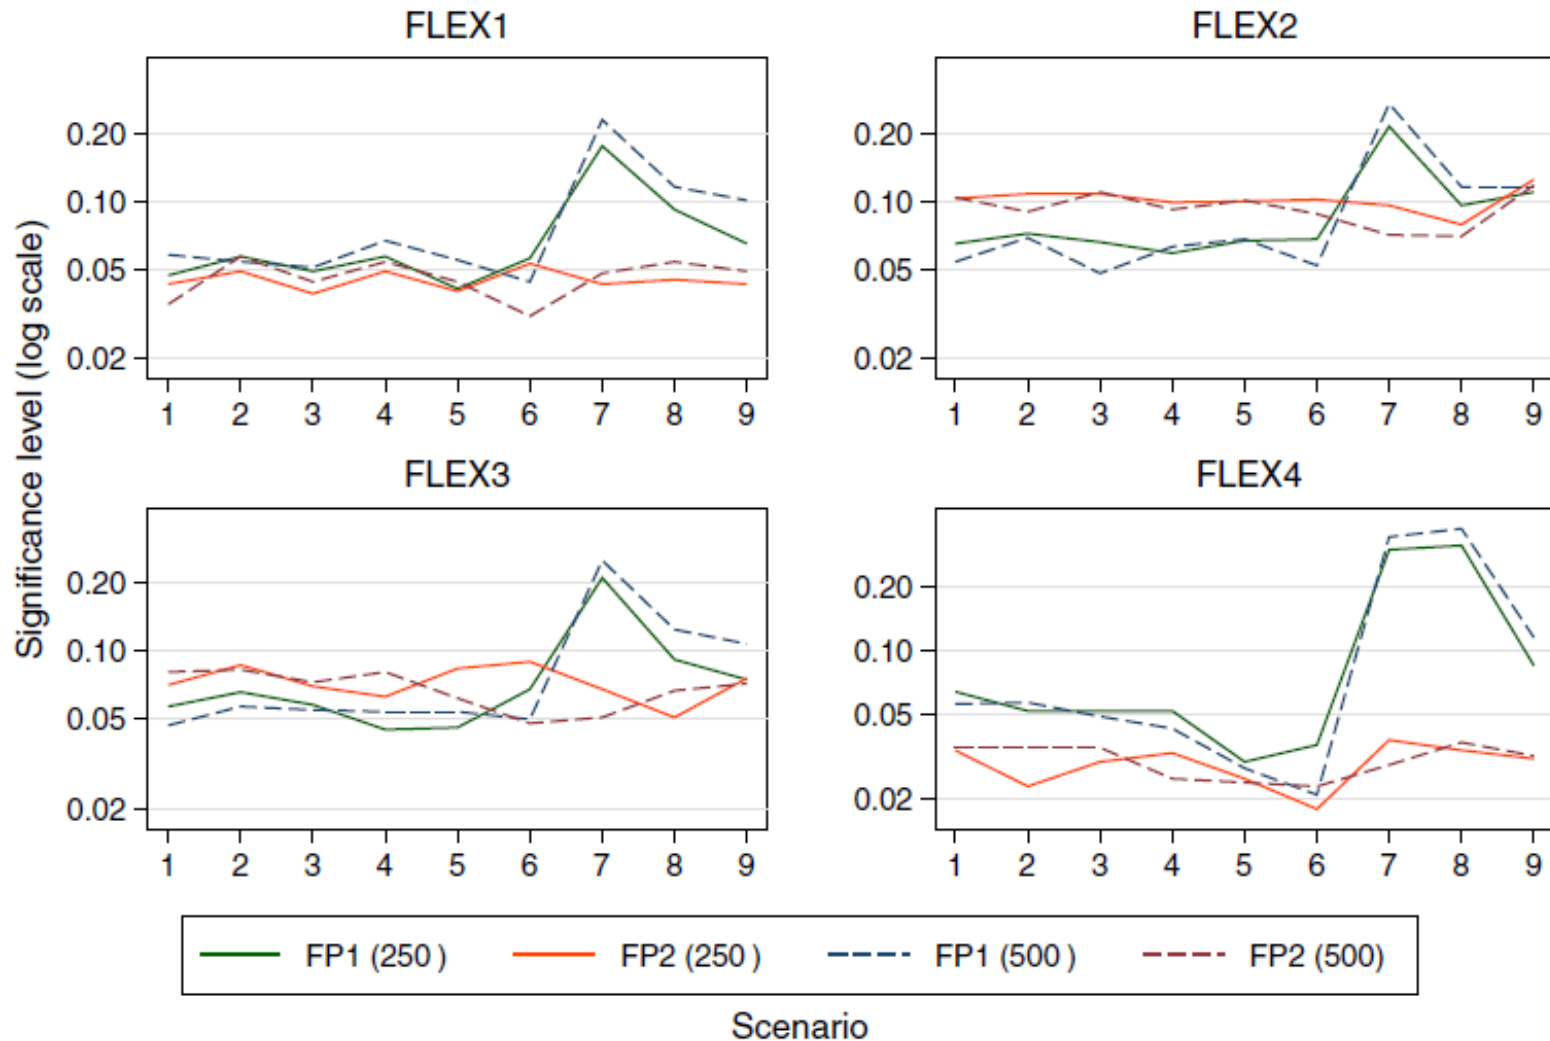 FLEX1
FLEX2
Significance level (log scale)
0.20
0.10
0.05
0.02
1 2 3 4 5 6 7 8 9
0.20
0.10
0.05
0.02
1 2 3 4 5 6 7 8 9
FLEX3
FLEX4
0.20
0.10
0.05
0.02
1 2 3 4 5 6 7 8 9
0.20
0.10
0.05
0.02
1 2 3 4 5 6 7 8 9
FP1 (250 ) FP2 (250 ) FP1 (500 ) FP2 (500)
Scenario